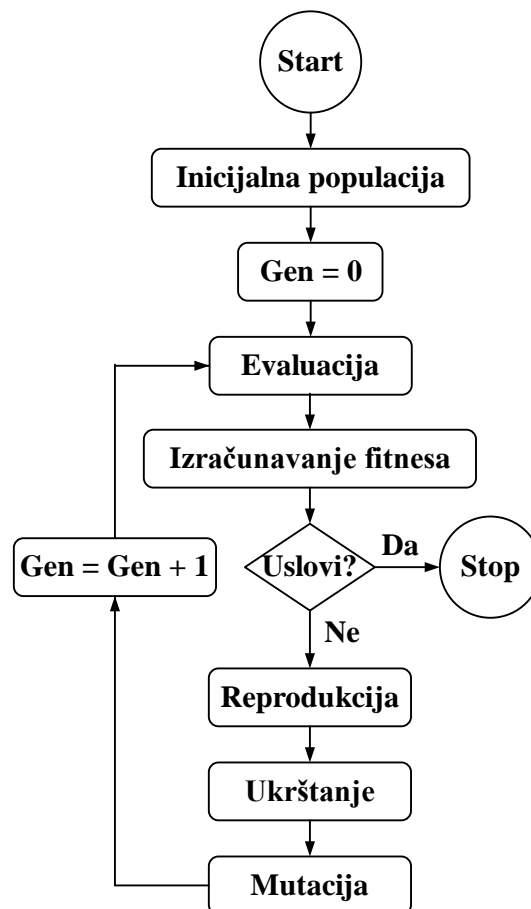 Start
Inicijalna populacija
Gen = 0
Evaluacija
Izračunavanje fitnesa
Uslovi?
Da
Stop
Gen = Gen + 1
Ne
Reprodukcija
Ukrštanje
Mutacija